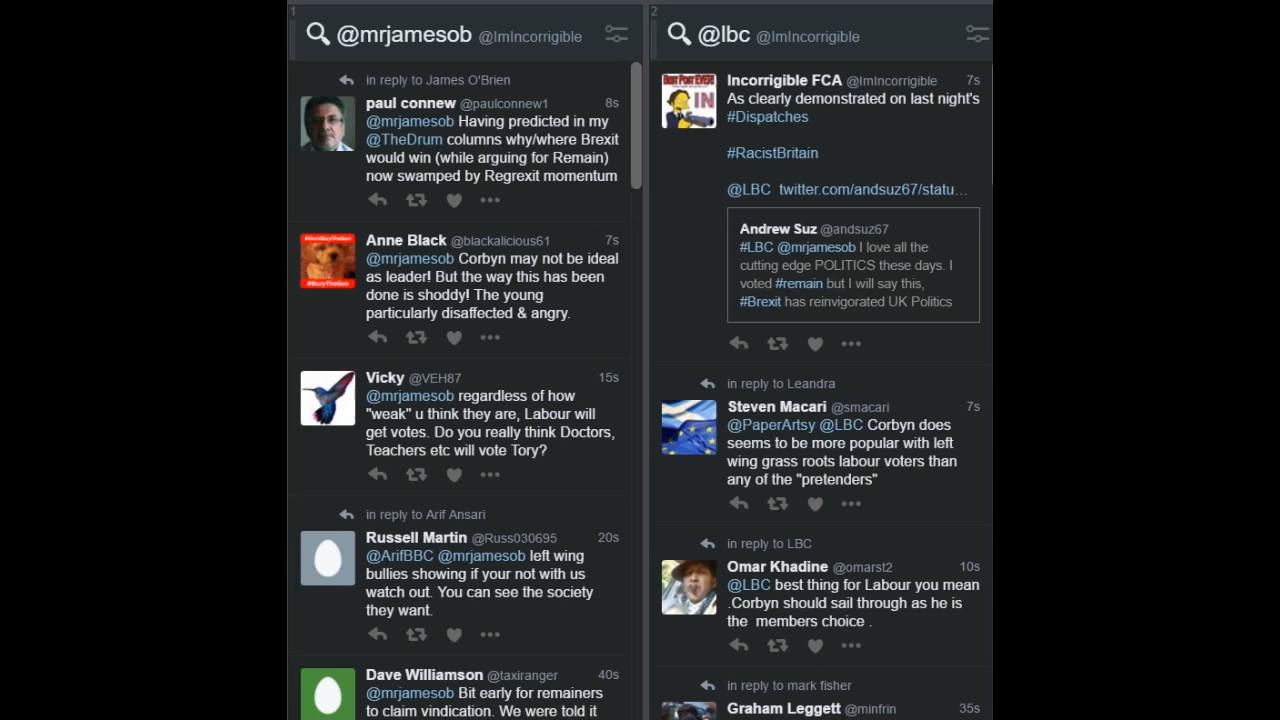 1
@mrjamesob @ImIncorrigible
in reply to James O'Brien
paul connew @paulconnew1 8s
@mrjamesob Having predicted in my
@TheDrum columns why/where Brexit
would win (while arguing for Remain)
now swamped by Regrexit momentum
#DontBuyTheSun
#BuryTheSun
Anne Black @blackalicious61 7s
@mrjamesob Corbyn may not be ideal
as leader! But the way this has been
done is shoddy! The young
particularly disaffected & angry.
Vicky @VEH87 15s
@mrjamesob regardless of how
"weak" u think they are, Labour will
get votes. Do you really think Doctors,
Teachers etc will vote Tory?
in reply to Arif Ansari
Russell Martin @Russ030695 20s
@ArifBBC @mrjamesob left wing
bullies showing if your not with us
watch out. You can see the society
they want.
Dave Williamson @taxiranger 40s
@mrjamesob Bit early for remainers
to claim vindication. We were told it
2
@lbc @ImIncorrigible
BEST POST EVER!
IN
Incorrigible FCA @ImIncorrigible 7s
As clearly demonstrated on last night's
#Dispatches
#RacistBritain
@LBC twitter.com/andsuz67/statu…
Andrew Suz @andsuz67
#LBC @mrjamesob I love all the
cutting edge POLITICS these days. I
voted #remain but I will say this,
#Brexit has reinvigorated UK Politics
in reply to Leandra
Steven Macari @smacari 7s
@PaperArtsy @LBC Corbyn does
seems to be more popular with left
wing grass roots labour voters than
any of the "pretenders"
in reply to LBC
Omar Khadine @omarst2 10s
@LBC best thing for Labour you mean
.Corbyn should sail through as he is
the  members choice .
in reply to mark fisher
Graham Leggett @minfrin 35s